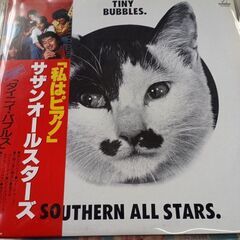 TINY
BUBBLES.
「私はピアノ」
サザンオールスターズ
「タイニイ・バブルス」
SOUTHERN ALL STARS.